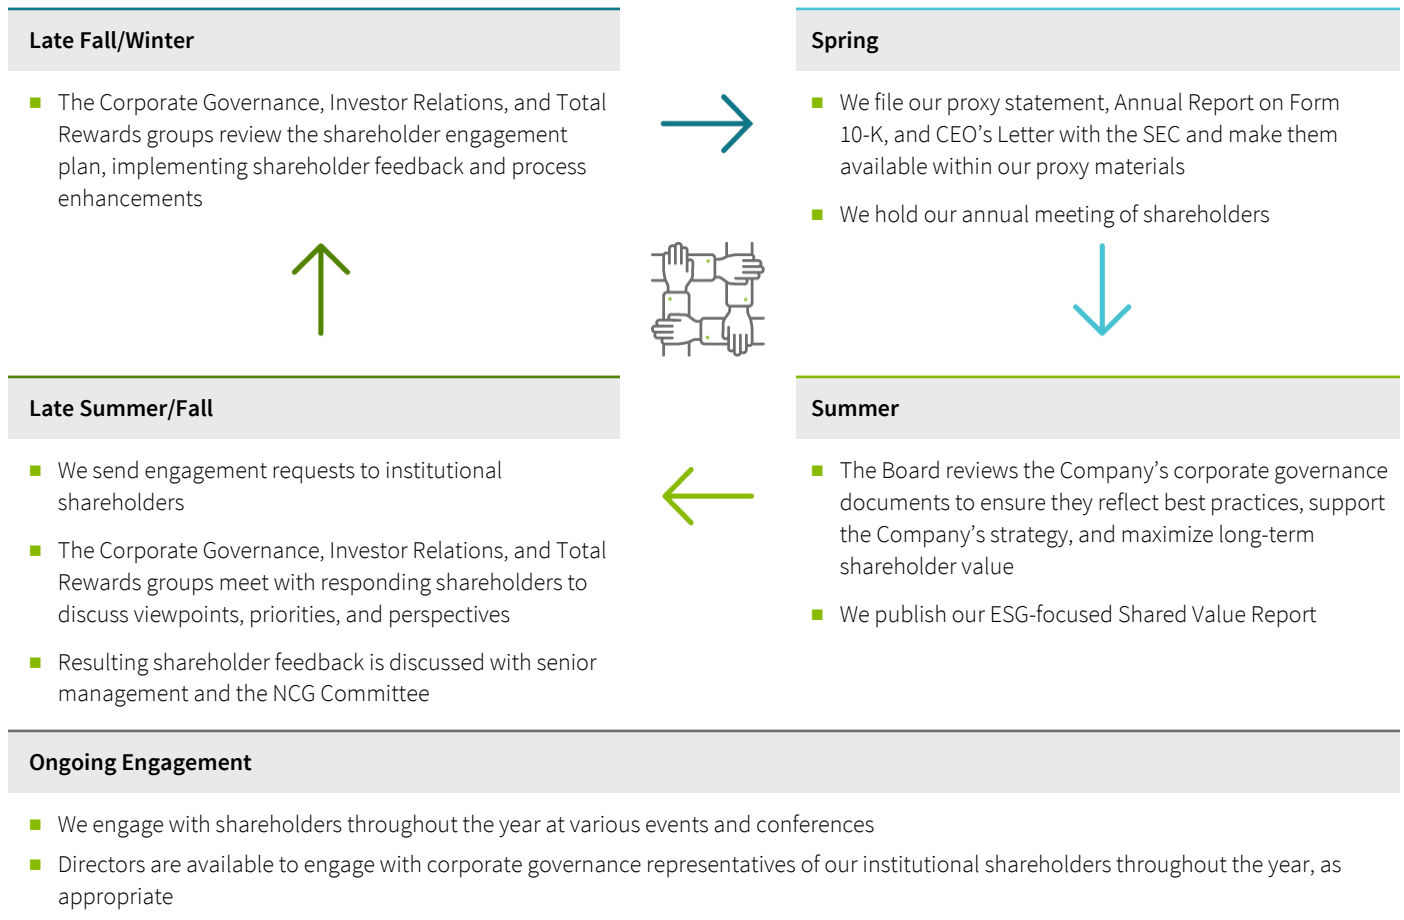 Late Fall/Winter
■ The Corporate Governance, Investor Relations, and Total
Rewards groups review the shareholder engagement
plan, implementing shareholder feedback and process
enhancements
Spring
■ We file our proxy statement, Annual Report on Form
10-K, and CEO’s Letter with the SEC and make them
available within our proxy materials
■ We hold our annual meeting of shareholders
Late Summer/Fall
■ We send engagement requests to institutional
shareholders
■ The Corporate Governance, Investor Relations, and Total
Rewards groups meet with responding shareholders to
discuss viewpoints, priorities, and perspectives
■ Resulting shareholder feedback is discussed with senior
management and the NCG Committee
Summer
■ The Board reviews the Company’s corporate governance
documents to ensure they reflect best practices, support
the Company’s strategy, and maximize long-term
shareholder value
■ We publish our ESG-focused Shared Value Report
Ongoing Engagement
■ We engage with shareholders throughout the year at various events and conferences
■ Directors are available to engage with corporate governance representatives of our institutional shareholders throughout the year, as
appropriate